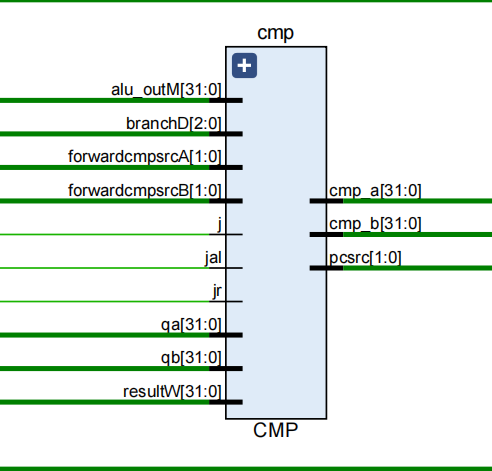 cmp
alu_outM[31:0]
branchD[2:0]
forwardcmpsrcA[1:0]
forwardcmpsrcB[1:0]
cmp_a[31:0]
j
cmp_b[31:0]
jal
pcsrc[1:0]
jr
qa[31:0]
qb[31:0]
resultW[31:0]
CMP